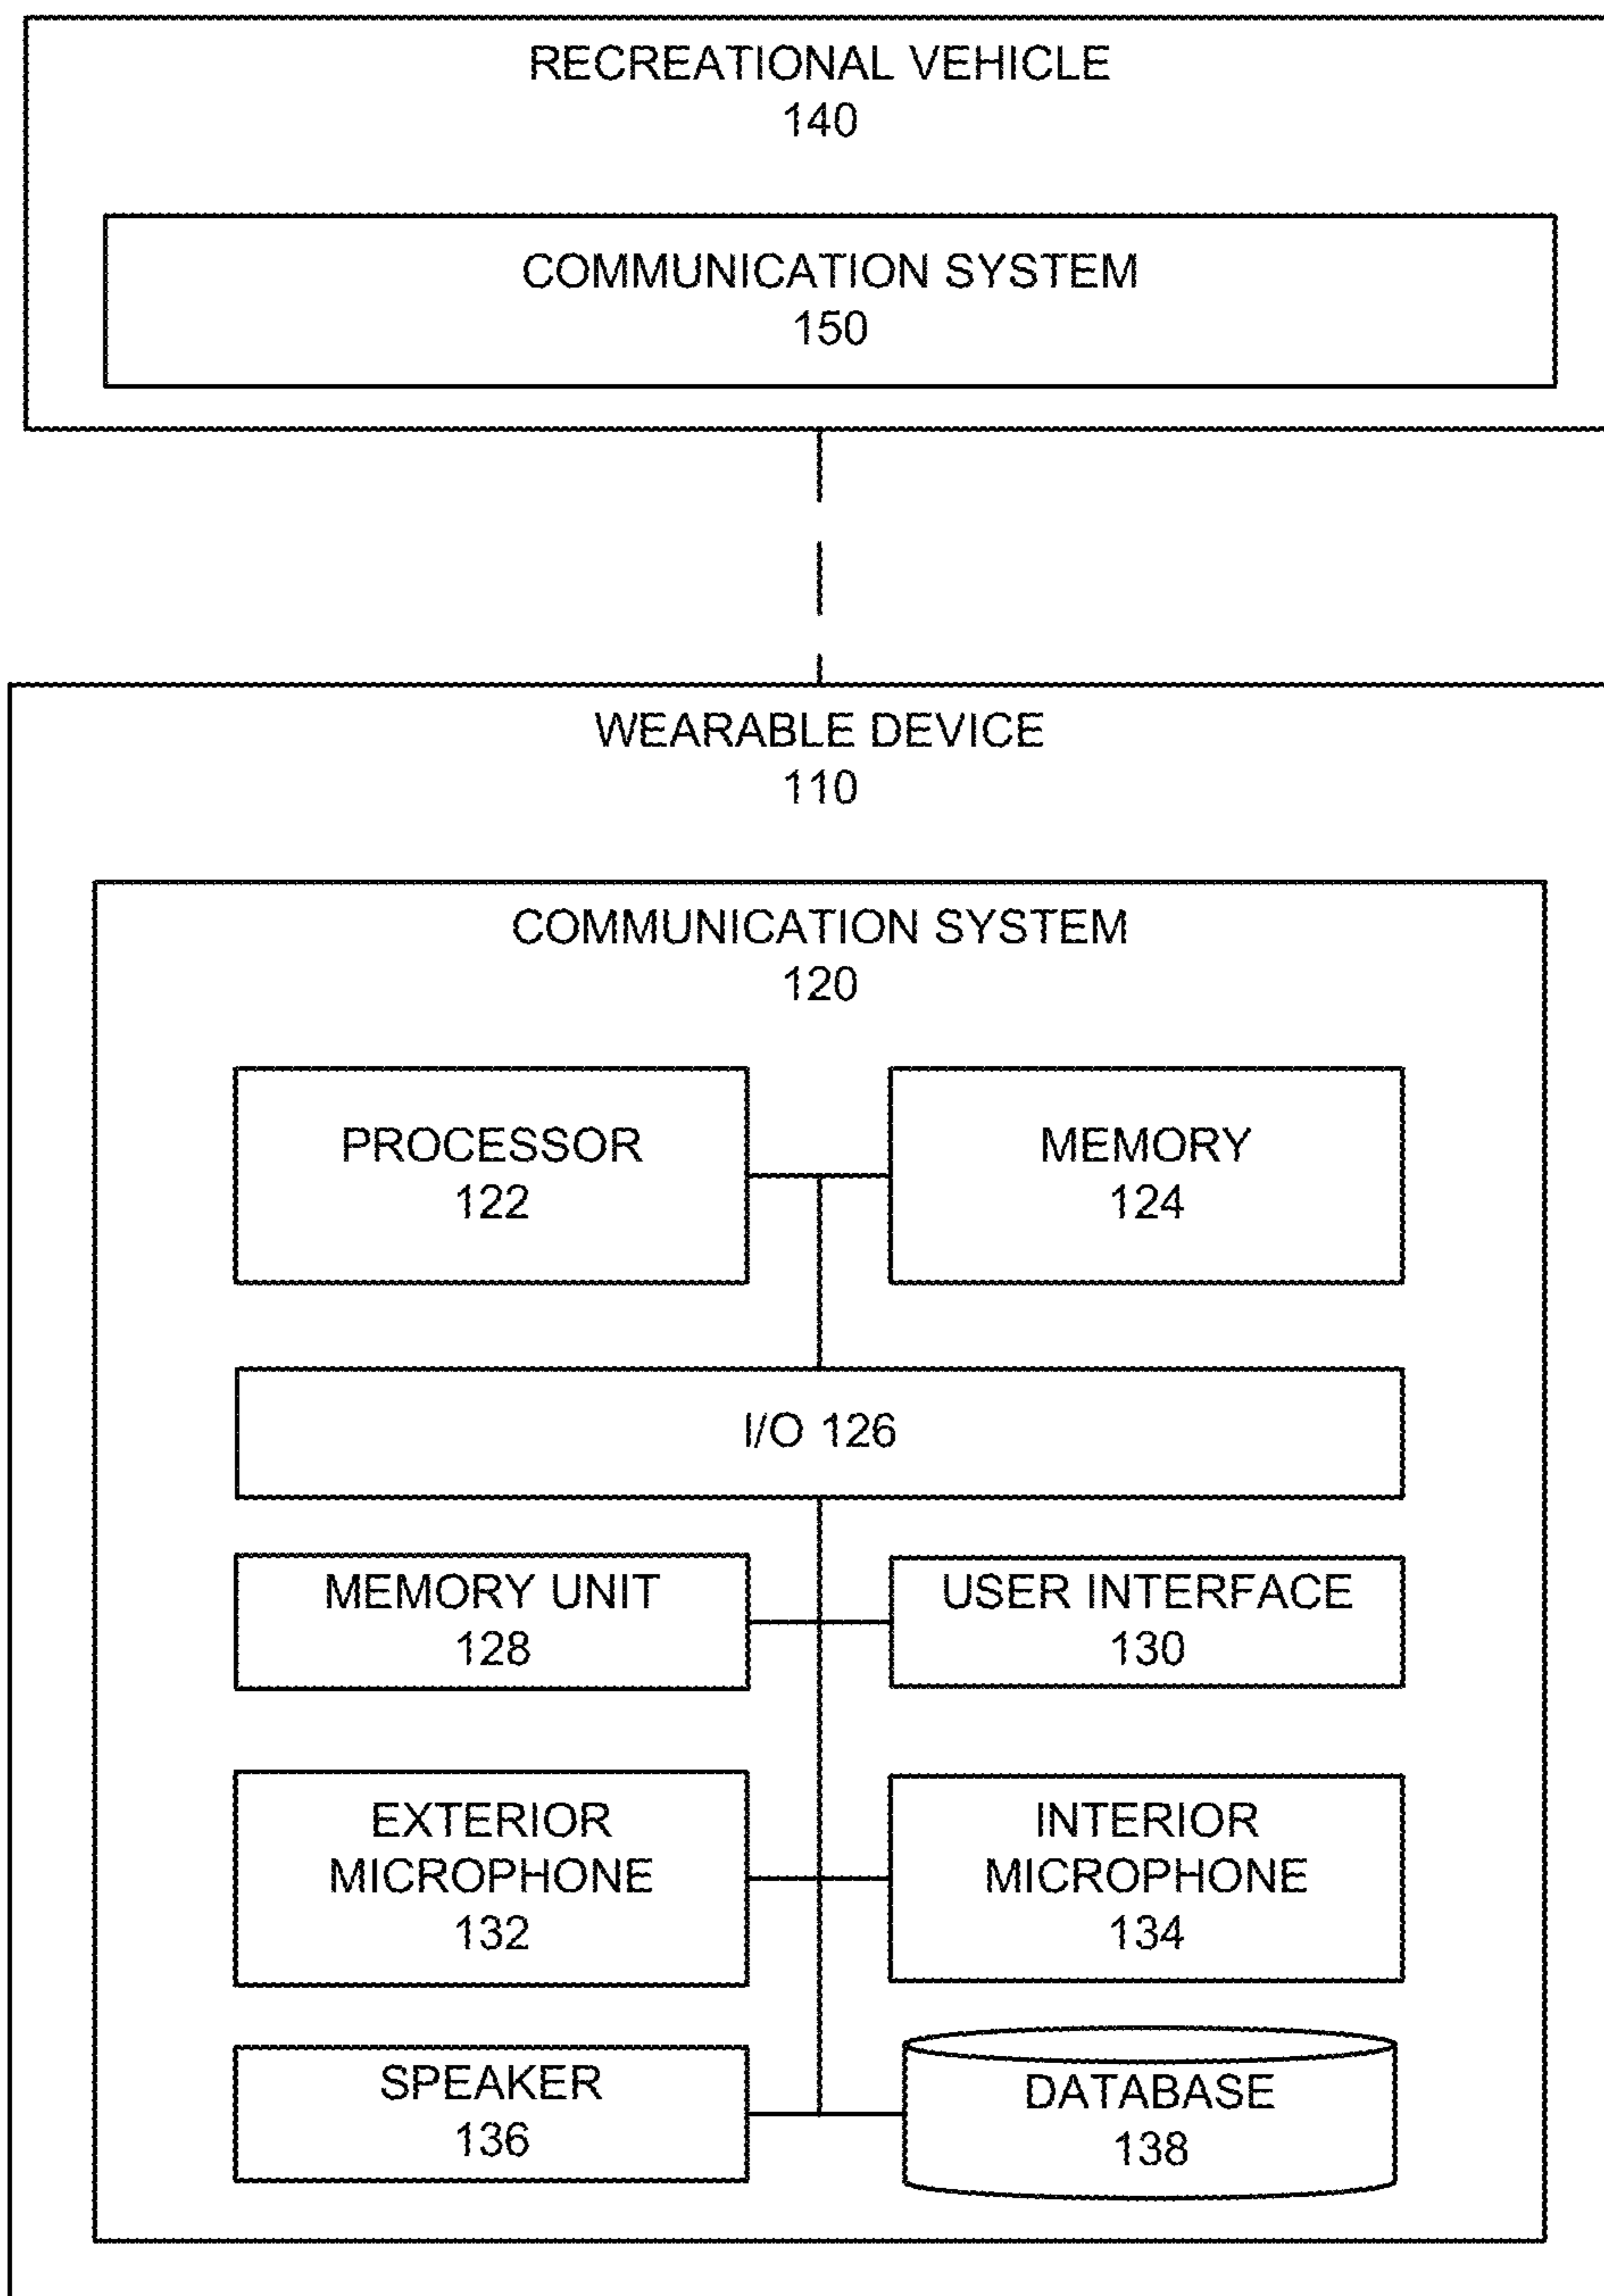 RECREATIONAL VEHICLE
140
COMMUNICATION SYSTEM
150
WEARABLE DEVICE
110
COMMUNICATION SYSTEM
120
PROCESSOR
122
MEMORY
124
I/O 126
MEMORY UNIT
128
USER INTERFACE
130
EXTERIOR
MICROPHONE
132
INTERIOR
MICROPHONE
134
SPEAKER
136
DATABASE
138